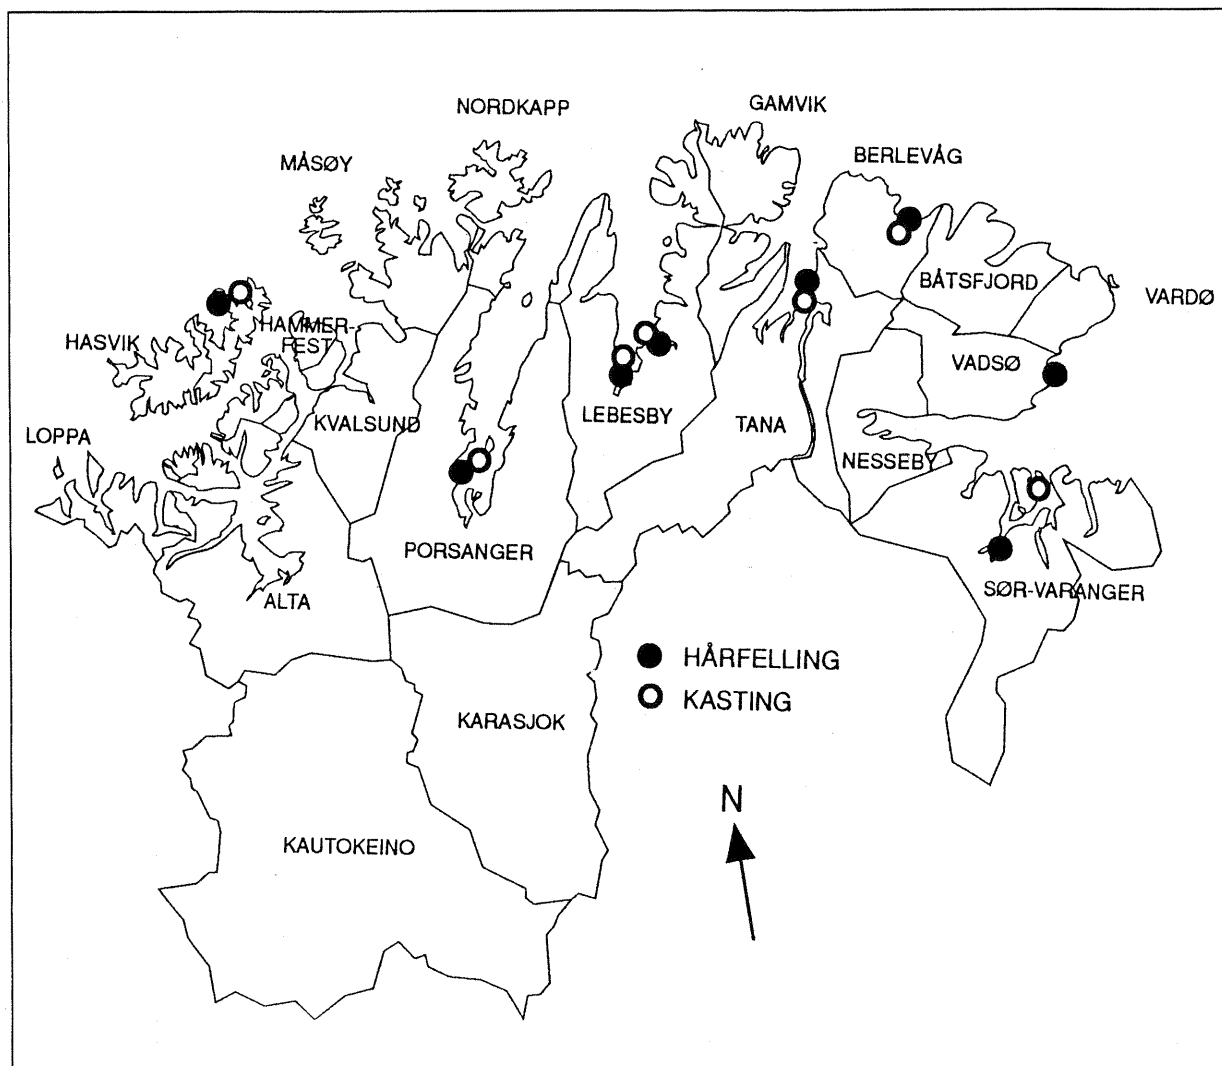 NORDKAPP
GAMVIK
MÅSØY
BERLEVÅG
BÅTSFJORD
VARDØ
HASVIK
HAMMER-
FEST
VADSØ
LOPPA
KVALSUND
LEBESBY
TANA
NESSEBY
PORSANGER
ALTA
SØR-VARANGER
HÅRFELLING
KASTING
KARASJOK
N
KAUTOKEINO